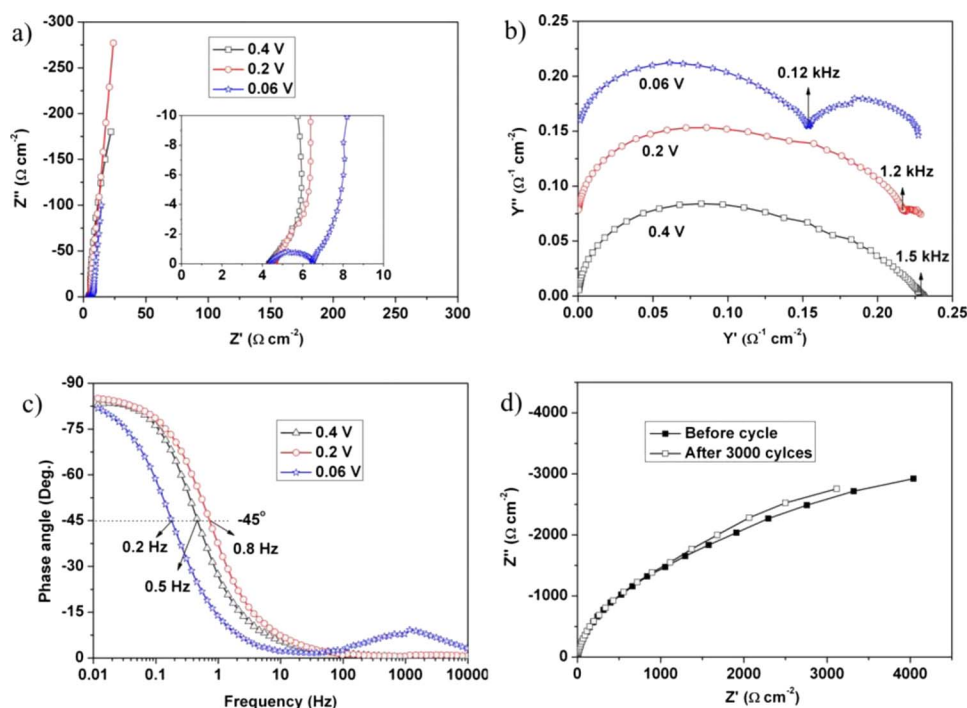 a)
-300
-250
-200
-150
-100
-50
0
Z'' (Ω cm⁻²)
0 50 100 150 200 250 300
Z' (Ω cm⁻²)
0.4 V
0.2 V
0.06 V
-10
-8
-6
-4
-2
0
0 2 4 6 8 10
b)
0.25
0.20
0.15
0.10
0.05
0.00
Y'' (Ω⁻¹ cm⁻²)
0.00 0.05 0.10 0.15 0.20 0.25
Y' (Ω⁻¹ cm⁻²)
0.06 V
0.12 kHz
0.2 V
1.2 kHz
0.4 V
1.5 kHz
c)
-90
-75
-60
-45
-30
-15
0
Phase angle (Deg.)
0.01 0.1 1 10 100 1000 10000
Frequency (Hz)
0.4 V
0.2 V
0.06 V
-45°
0.2 Hz
0.8 Hz
0.5 Hz
d)
-4000
-3000
-2000
-1000
0
Z'' (Ω cm⁻²)
0 1000 2000 3000 4000
Z' (Ω cm⁻²)
Before cycle
After 3000 cylces